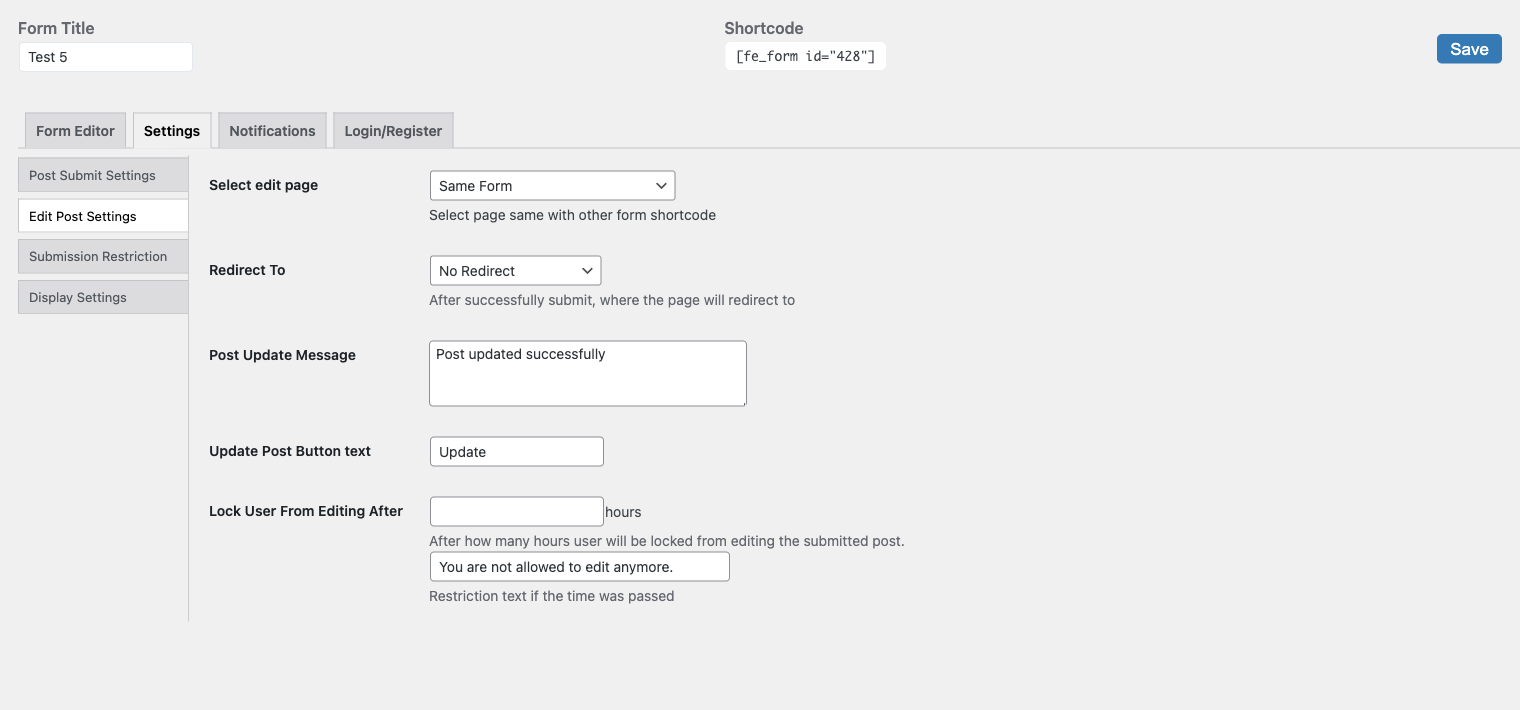 Form Title
Test 5
Shortcode
[fe_form id="428"]
Save
Form Editor
Settings
Notifications
Login/Register
Post Submit Settings
Edit Post Settings
Submission Restriction
Display Settings
Select edit page
Same Form
Select page same with other form shortcode
Redirect To
No Redirect
After successfully submit, where the page will redirect to
Post Update Message
Post updated successfully
Update Post Button text
Update
Lock User From Editing After
hours
After how many hours user will be locked from editing the submitted post.
You are not allowed to edit anymore.
Restriction text if the time was passed